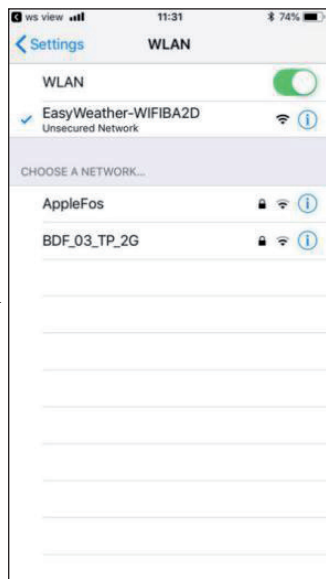 ws view 11:31 74%
Settings WLAN
WLAN
EasyWeather-WIFIBA2D
Unsecured Network
CHOOSE A NETWORK...
AppleFos
BDF_03_TP_2G